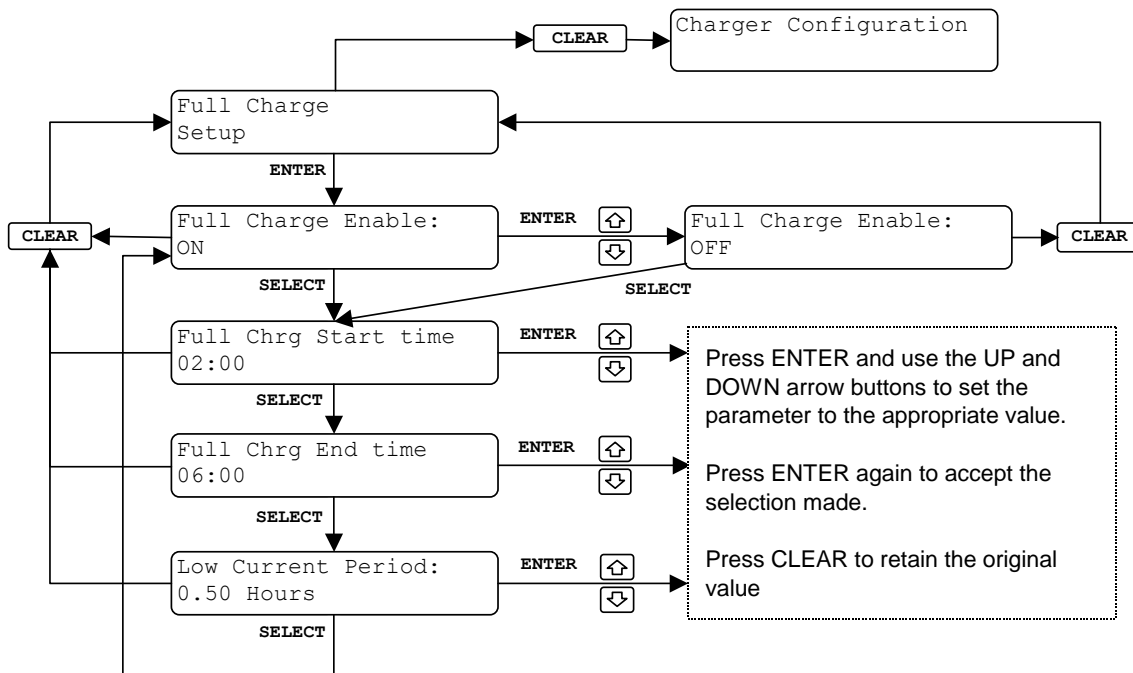 CLEAR
Charger Configuration
Full Charge
Setup
ENTER
CLEAR
Full Charge Enable:
ON
ENTER
Full Charge Enable:
OFF
CLEAR
SELECT
SELECT
Full Chrg Start time
02:00
ENTER
SELECT
Full Chrg End time
06:00
ENTER
SELECT
Low Current Period:
0.50 Hours
ENTER
SELECT
Press ENTER and use the UP and
DOWN arrow buttons to set the
parameter to the appropriate value.
Press ENTER again to accept the
selection made.
Press CLEAR to retain the original
value